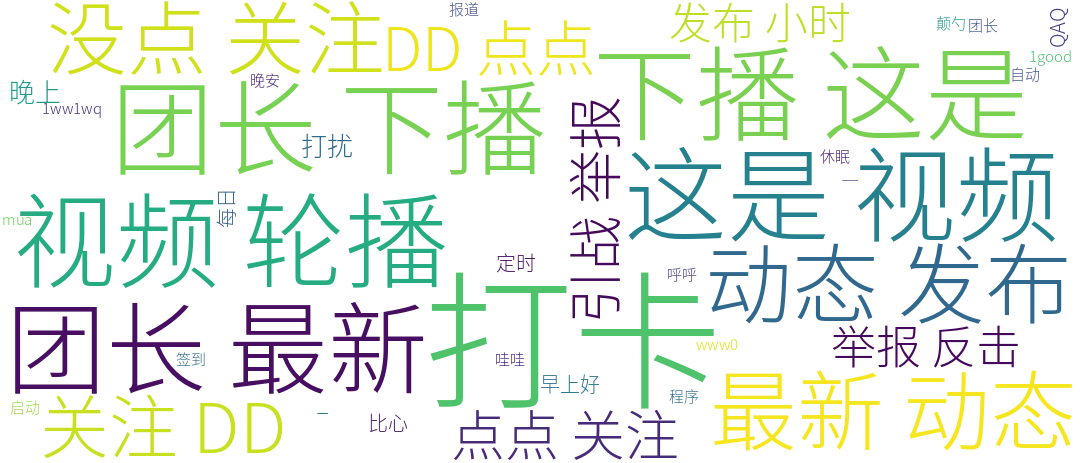 报道
没点 关注
DD 点点
发布 小时
颠勺
团长
QAQ
1good
晚上
1ww1wq
晚安
团长 下播
打扰
举报
下播 这是
自动
休眠
这是 视频
一
mua
视频 轮播
每日
定时
引战
呼呼
动态 发布
团长 最新
打卡
签到
哇哇
www0
举报 反击
启动
关注 DD
一
比心
早上好
程序
点点 关注
最新 动态